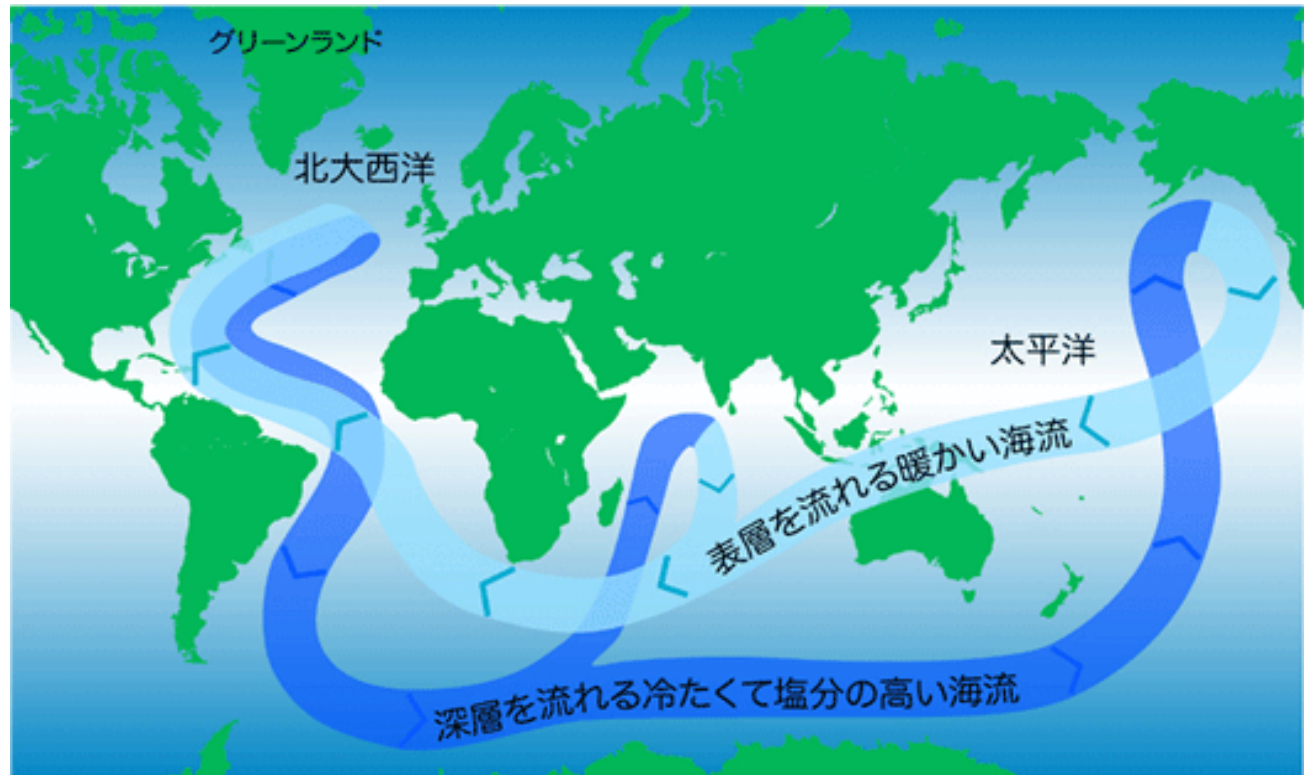 グリーンランド
北大西洋
太平洋
表層を流れる暖かい海流
深層を流れる冷たくて塩分の高い海流